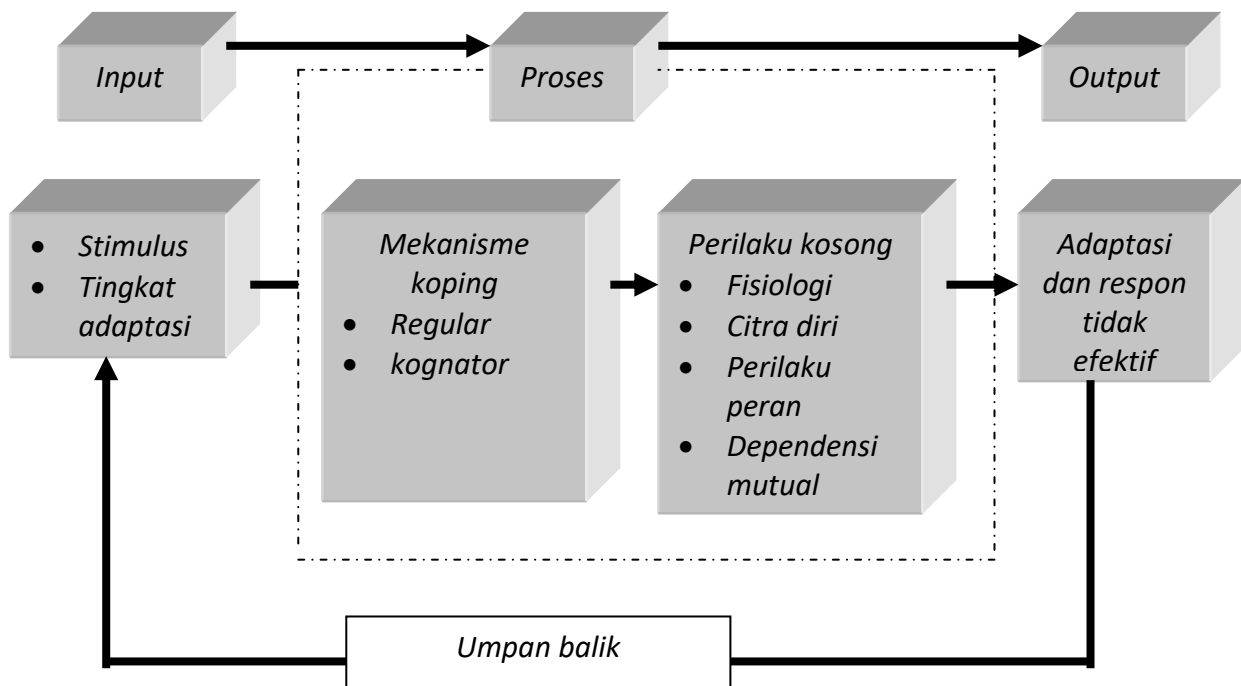 Input
Proses
Output
• Stimulus
• Tingkat
adaptasi
Mekanisme
koping
• Regular
• kognator
Perilaku kosong
• Fisiologi
• Citra diri
• Perilaku
peran
• Dependensi
mutual
Adaptasi
dan respon
tidak
efektif
Umpan balik